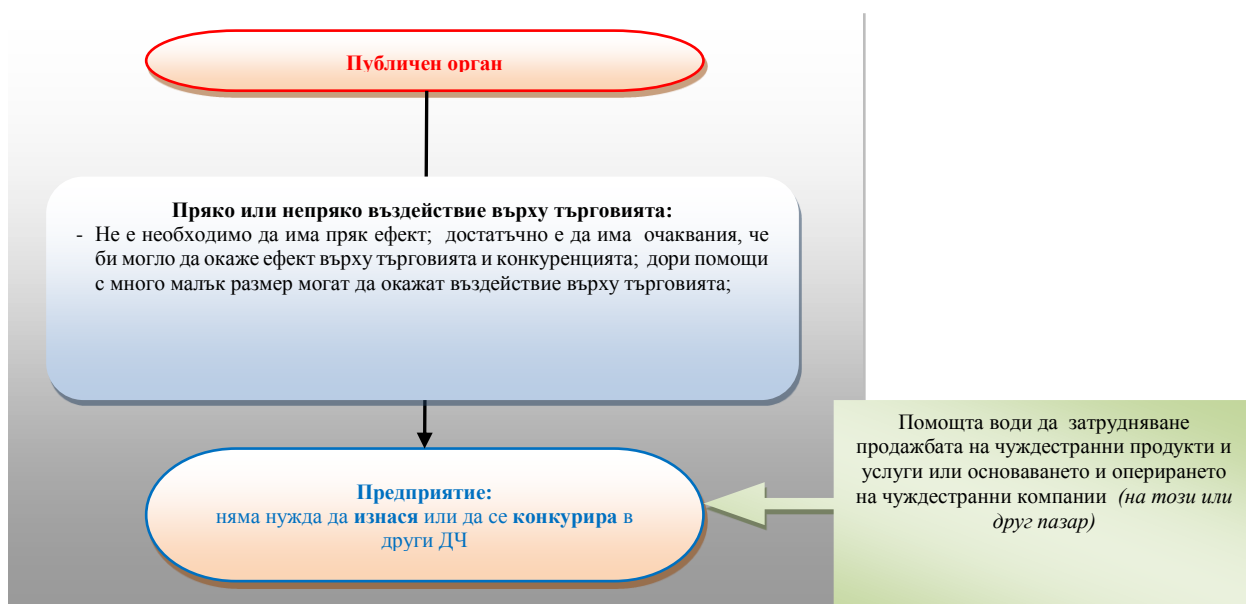 Публичен орган
Пряко или непряко въздействие върху търговията:
- Не е необходимо да има пряк ефект; достатъчно е да има очаквания, че
би могло да окаже ефект върху търговията и конкуренцията; дори помощи
с много малък размер могат да окажат въздействие върху търговията;
Помощта води да затрудняване
продажбата на чуждестранни продукти и
услуги или основаването и оперирането
на чуждестранни компании (на този или
друг пазар)
Предприятие:
няма нужда да изнася или да се конкурира в
други ДЧ